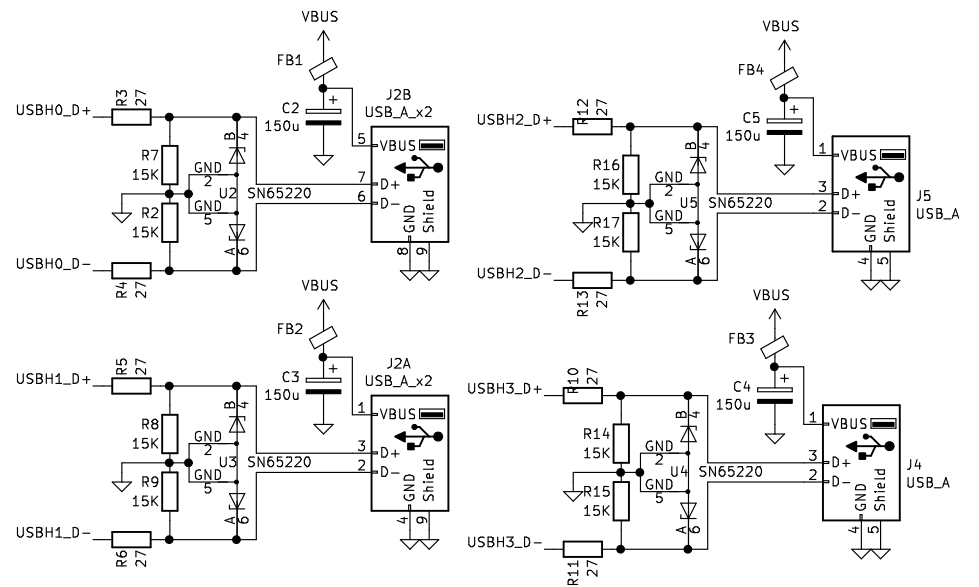 VBUS
FB1
J2B
USB_A_x2
USBH0_D+
R3
27
C2
150u
+
5
VBUS
R7
15K
B
4
GND
2
U2
SN65220
7
D+
6
D-
R2
15K
GND
5
A
6
GND
Shield
8
9
USBH0_D-
R4
27
VBUS
FB4
USBH2_D+
R12
27
C5
150u
+
1
VBUS
R16
15K
B
4
GND
2
U5
SN65220
3
D+
2
D-
J5
USB_A
R17
15K
GND
5
A
6
GND
Shield
4
5
USBH2_D-
R13
27
VBUS
FB2
J2A
USB_A_x2
USBH1_D+
R5
27
C3
150u
+
1
VBUS
R8
15K
B
4
GND
2
U3
SN65220
3
D+
2
D-
R9
15K
GND
5
A
6
GND
Shield
4
9
USBH1_D-
R6
27
VBUS
FB3
USBH3_D+
R10
27
C4
150u
+
1
VBUS
R14
15K
B
4
GND
2
U4
SN65220
3
D+
2
D-
J4
USB_A
R15
15K
GND
5
A
6
GND
Shield
4
5
USBH3_D-
R11
27